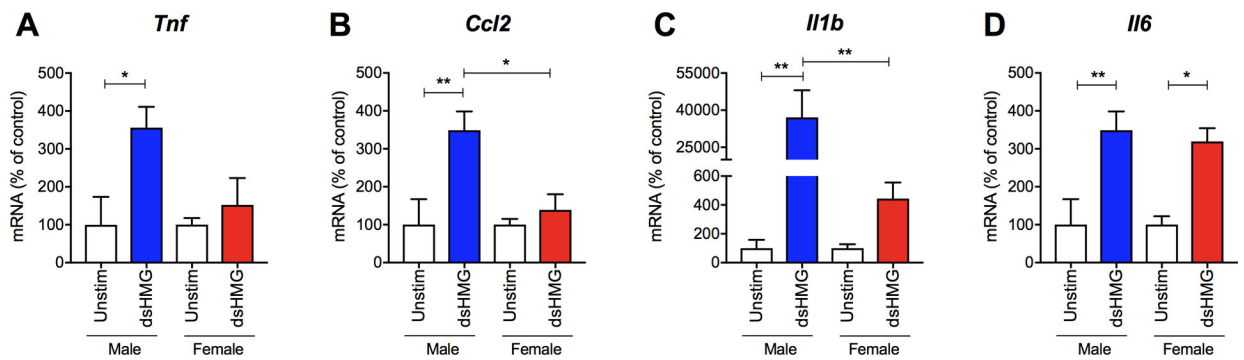 A Tnf
mRNA (% of control)
500
400
300
200
100
0
*
Unstim
dsHMG
Unstim
dsHMG
Male Female
B Ccl2
mRNA (% of control)
500
400
300
200
100
0
**
*
Unstim
dsHMG
Unstim
dsHMG
Male Female
C Il1b
mRNA (% of control)
55000
40000
25000
600
400
200
0
**
**
Unstim
dsHMG
Unstim
dsHMG
Male Female
D Il6
mRNA (% of control)
500
400
300
200
100
0
**
*
Unstim
dsHMG
Unstim
dsHMG
Male Female